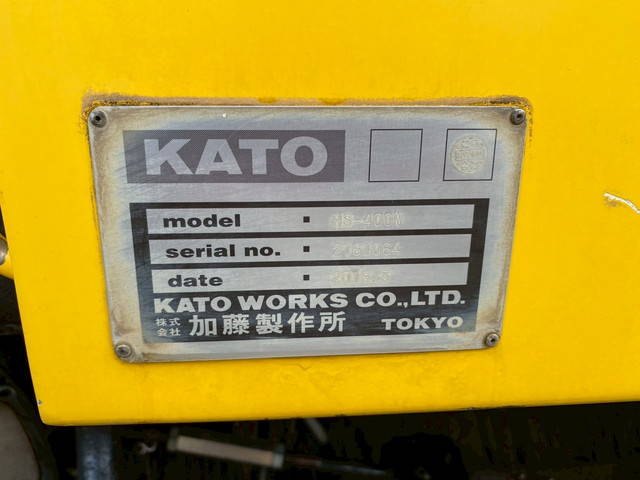 KATO
model
serial no.
date
KATO WORKS CO.,LTD.
株式会社 加藤製作所 TOKYO